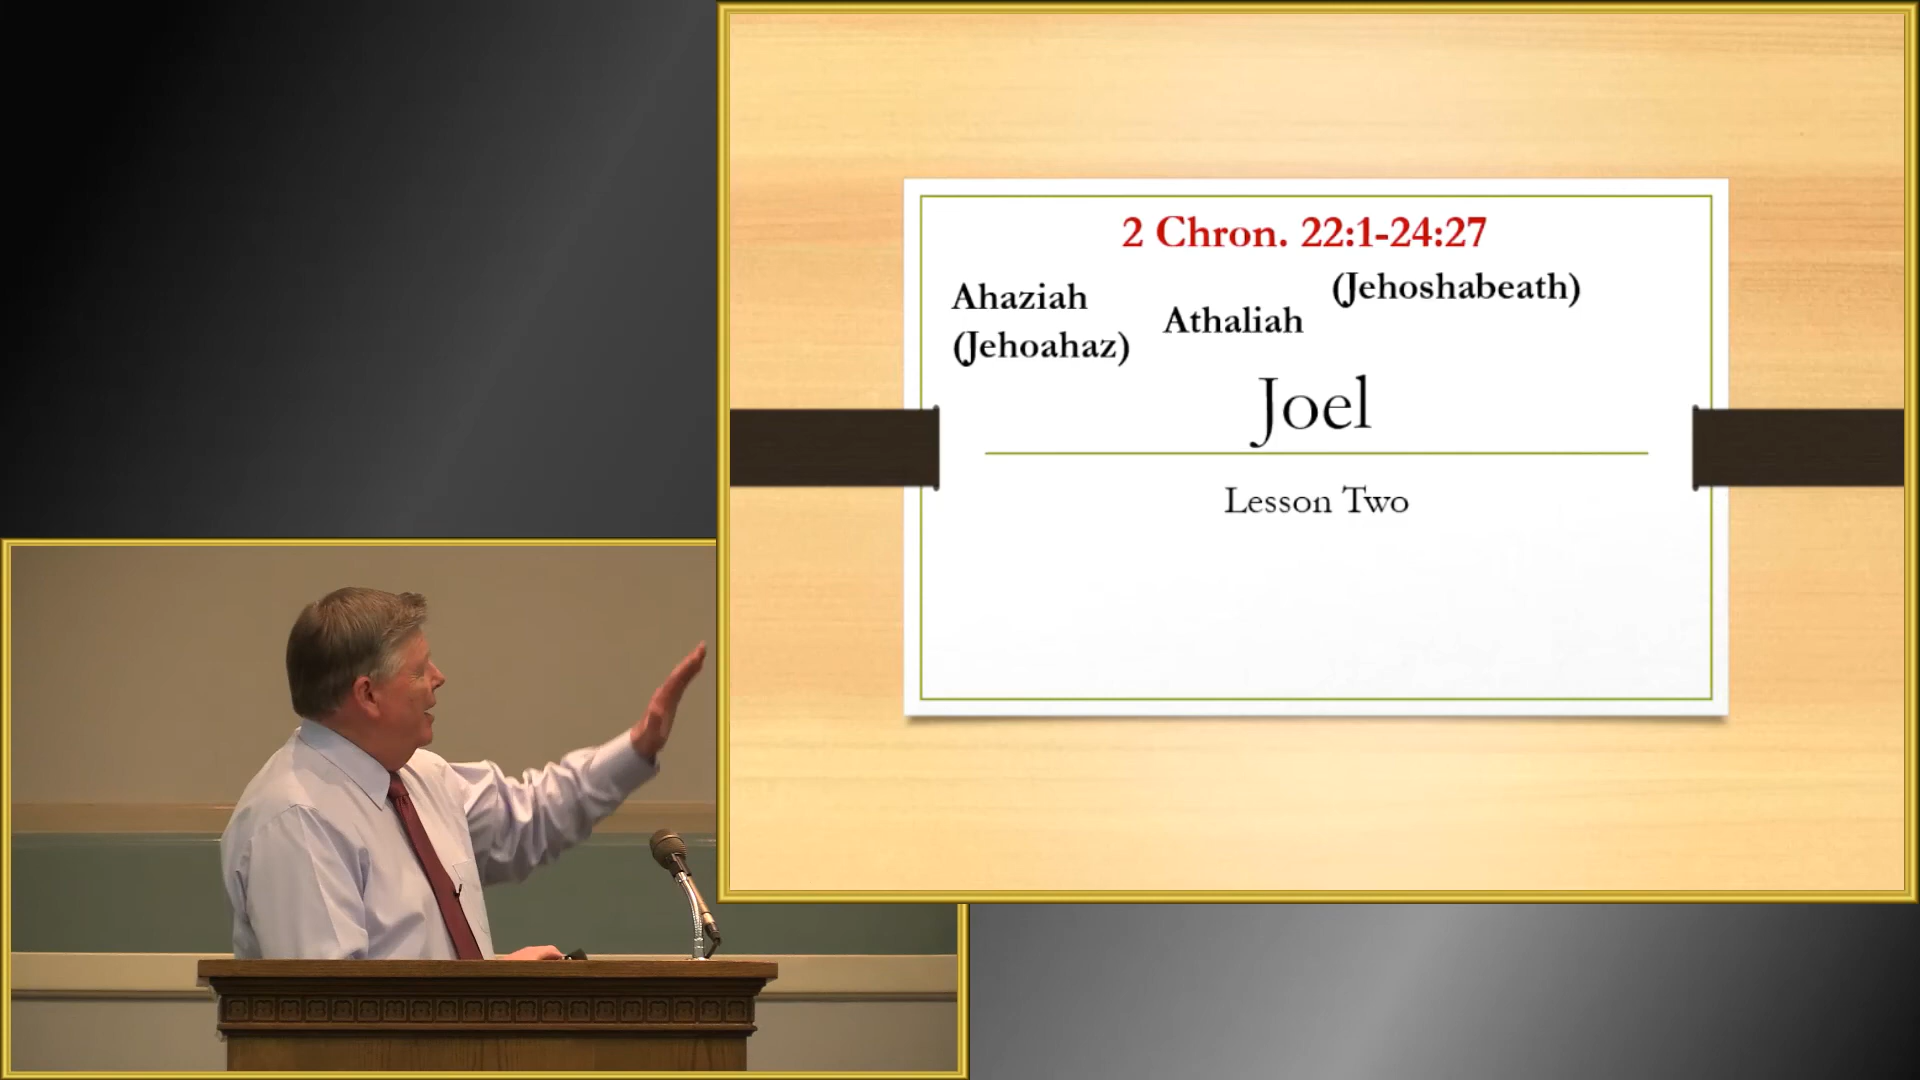 2 Chron. 22:1-24:27
Ahaziah
(Jehoahaz)
Athaliah
(Jehoshabeath)
Joel
Lesson Two